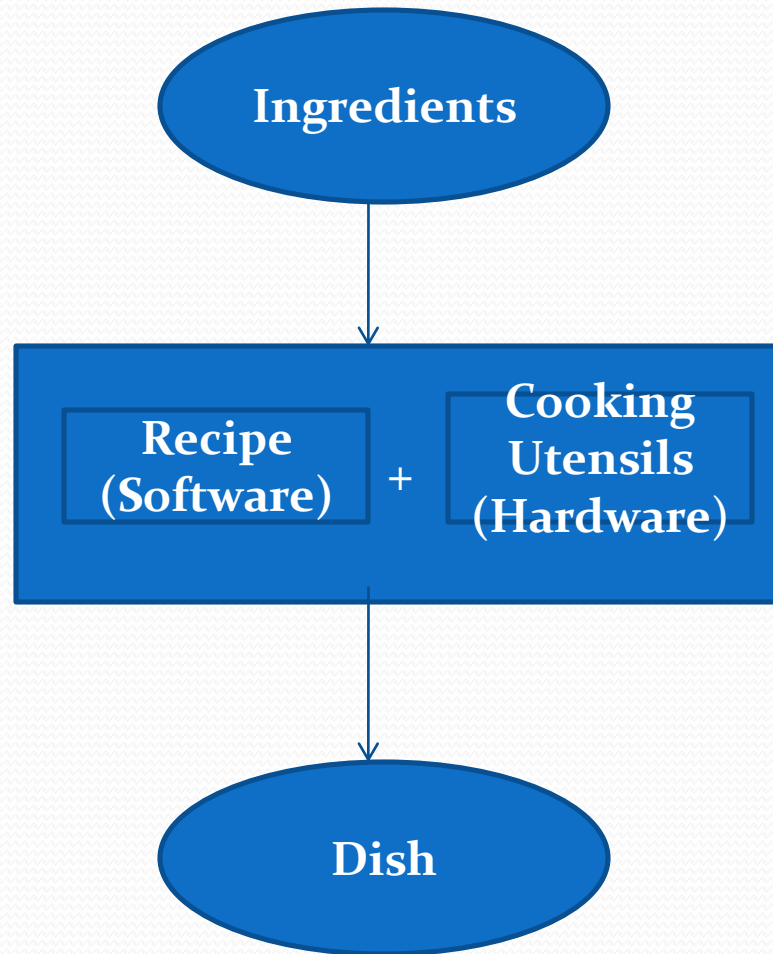 Ingredients
Recipe
(Software)
+
Cooking
Utensils
(Hardware)
Dish